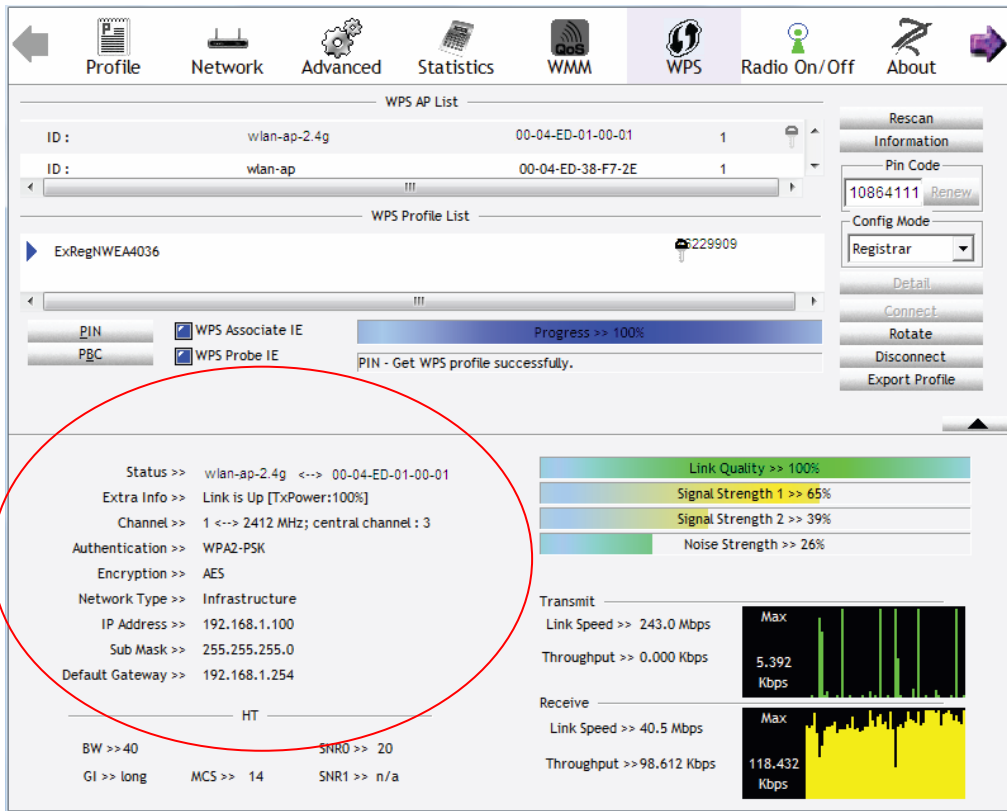 Profile Network Advanced Statistics QoS WMM WPS Radio On/Off About
WPS AP List
ID : wlan-ap-2.4g 00-04-ED-01-00-01 1
ID : wlan-ap 00-04-ED-38-F7-2E 1
Rescan
Information
Pin Code
10864111 Renew
WPS Profile List
ExRegNWEA4036
Config Mode
Registrar
Detail
Connect
Rotate
Disconnect
Export Profile
PIN WPS Associate IE Progress >> 100%
PBC WPS Probe IE PIN - Get WPS profile successfully.
Status >> wlan-ap-2.4g <--> 00-04-ED-01-00-01
Extra Info >> Link is Up [TxPower:100%]
Channel >> 1 <--> 2412 MHz; central channel : 3
Authentication >> WPA2-PSK
Encryption >> AES
Network Type >> Infrastructure
IP Address >> 192.168.1.100
Sub Mask >> 255.255.255.0
Default Gateway >> 192.168.1.254
HT
BW >>40 SNR0 >> 20
GI >> long MCS >> 14 SNR1 >> n/a
Link Quality >> 100%
Signal Strength 1 >> 65%
Signal Strength 2 >> 39%
Noise Strength >> 26%
Transmit
Link Speed >> 243.0 Mbps
Throughput >> 0.000 Kbps
Max
5.392
Kbps
Receive
Link Speed >> 40.5 Mbps
Throughput >>98.612 Kbps
Max
118.432
Kbps